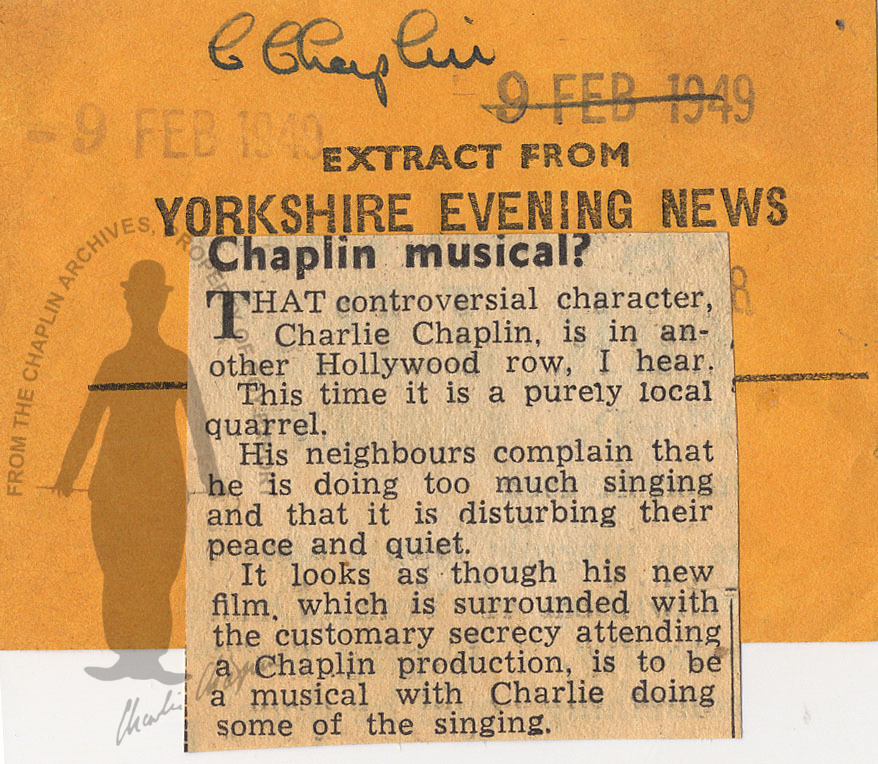 C Chaplin
- 9 FEB 1949
- 9 FEB 1949
EXTRACT FROM
YORKSHIRE EVENING NEWS
Chaplin musical?
THAT controversial character,
Charlie Chaplin, is in an-
other Hollywood row, I hear.
This time it is a purely local
quarrel.
His neighbours complain that
he is doing too much singing
and that it is disturbing their
peace and quiet.
It looks as though his new
film, which is surrounded with
the customary secrecy attending
a Chaplin production, is to be
a musical with Charlie doing
some of the singing.
FROM THE CHAPLIN ARCHIVES, PROPERTY OF
Charlie Chaplin